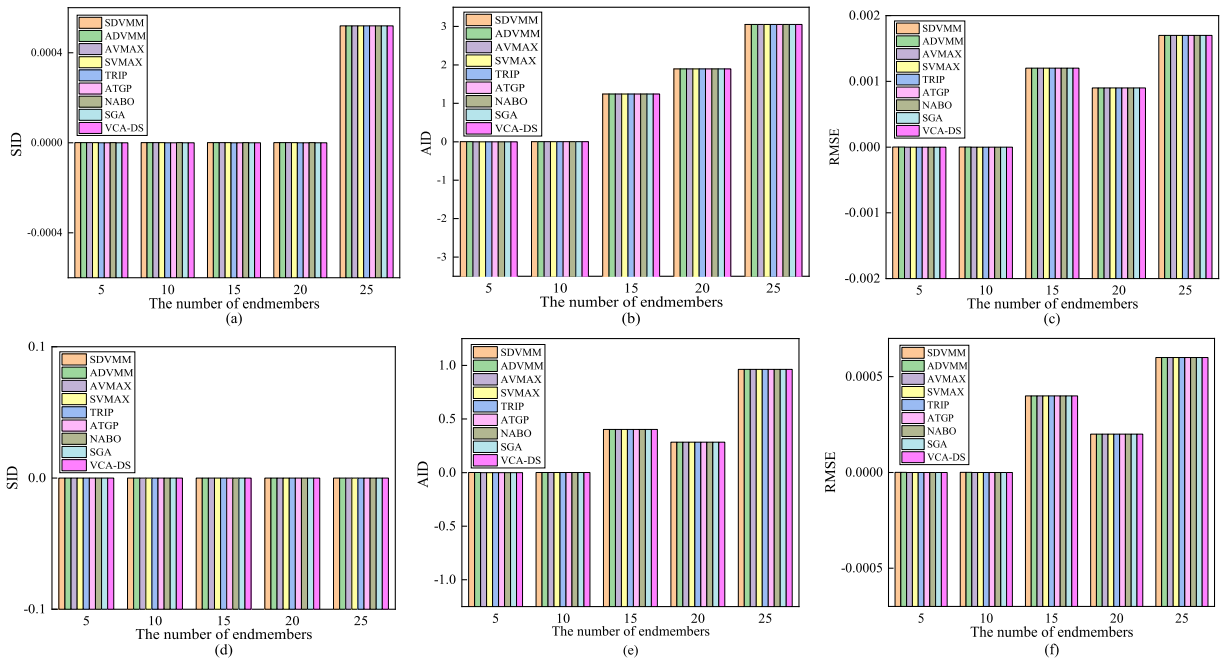 SDVMM
ADVMM
AVMAX
SVMAX
TRIP
ATGP
NABO
SGA
VCA-DS
0.0004
0.0000
-0.0004
SID
5 10 15 20 25
The number of endmembers
(a)
SDVMM
ADVMM
AVMAX
SVMAX
TRIP
ATGP
NABO
SGA
VCA-DS
3
2
1
0
-1
-2
-3
AID
5 10 15 20 25
The number of endmembers
(b)
SDVMM
ADVMM
AVMAX
SVMAX
TRIP
ATGP
NABO
SGA
VCA-DS
0.002
0.001
0.000
-0.001
-0.002
RMSE
5 10 15 20 25
The number of endmembers
(c)
SDVMM
ADVMM
AVMAX
SVMAX
TRIP
ATGP
NABO
SGA
VCA-DS
0.1
0.0
-0.1
SID
5 10 15 20 25
The number of endmembers
(d)
SDVMM
ADVMM
AVMAX
SVMAX
TRIP
ATGP
NABO
SGA
VCA-DS
1.0
0.5
0.0
-0.5
-1.0
AID
5 10 15 20 25
The number of endmembers
(e)
SDVMM
ADVMM
AVMAX
SVMAX
TRIP
ATGP
NABO
SGA
VCA-DS
0.0005
0.0000
-0.0005
RMSE
5 10 15 20 25
The numbe of endmembers
(f)